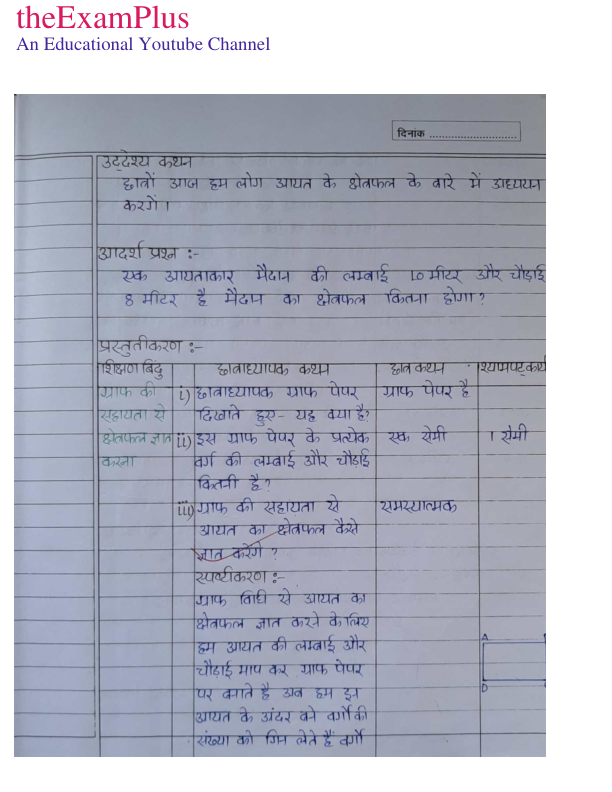 theExamPlus
An Educational Youtube Channel
दिनांक ............................
उद्देश्य कथन
छात्रों आज हम लोग आयत के क्षेत्रफल के बारे में अध्ययन
करगें।
आदर्श प्रश्न :-
एक आयताकार मैदान की लम्बाई 10 मीटर और चौड़ाई
8 मीटर है मैदान का क्षेत्रफल कितना होगा?
प्रस्तुतीकरण :-
शिक्षण बिंदु छात्राध्यापक कथन छात्र कथन श्यामपट्ट कार्य
ग्राफ की i) छात्राध्यापक ग्राफ पेपर ग्राफ पेपर है
सहायता से दिखाते हुए- यह क्या है?
क्षेत्रफल ज्ञात ii) इस ग्राफ पेपर के प्रत्येक एक सेमी 1 सेमी
करना वर्ग की लम्बाई और चौड़ाई
कितनी है?
iii) ग्राफ की सहायता से समस्यात्मक
आयत का क्षेत्रफल कैसे
ज्ञात करेंगे ?
स्पष्टीकरण :-
ग्राफ विधि से आयत का
क्षेत्रफल ज्ञात करने के लिए
हम आयत की लम्बाई और
A
चौड़ाई माप कर ग्राफ पेपर
पर बनाते है अब हम इन
D
आयत के अंदर बने वर्गों की
संख्या को गिन लेते हैं वर्गों